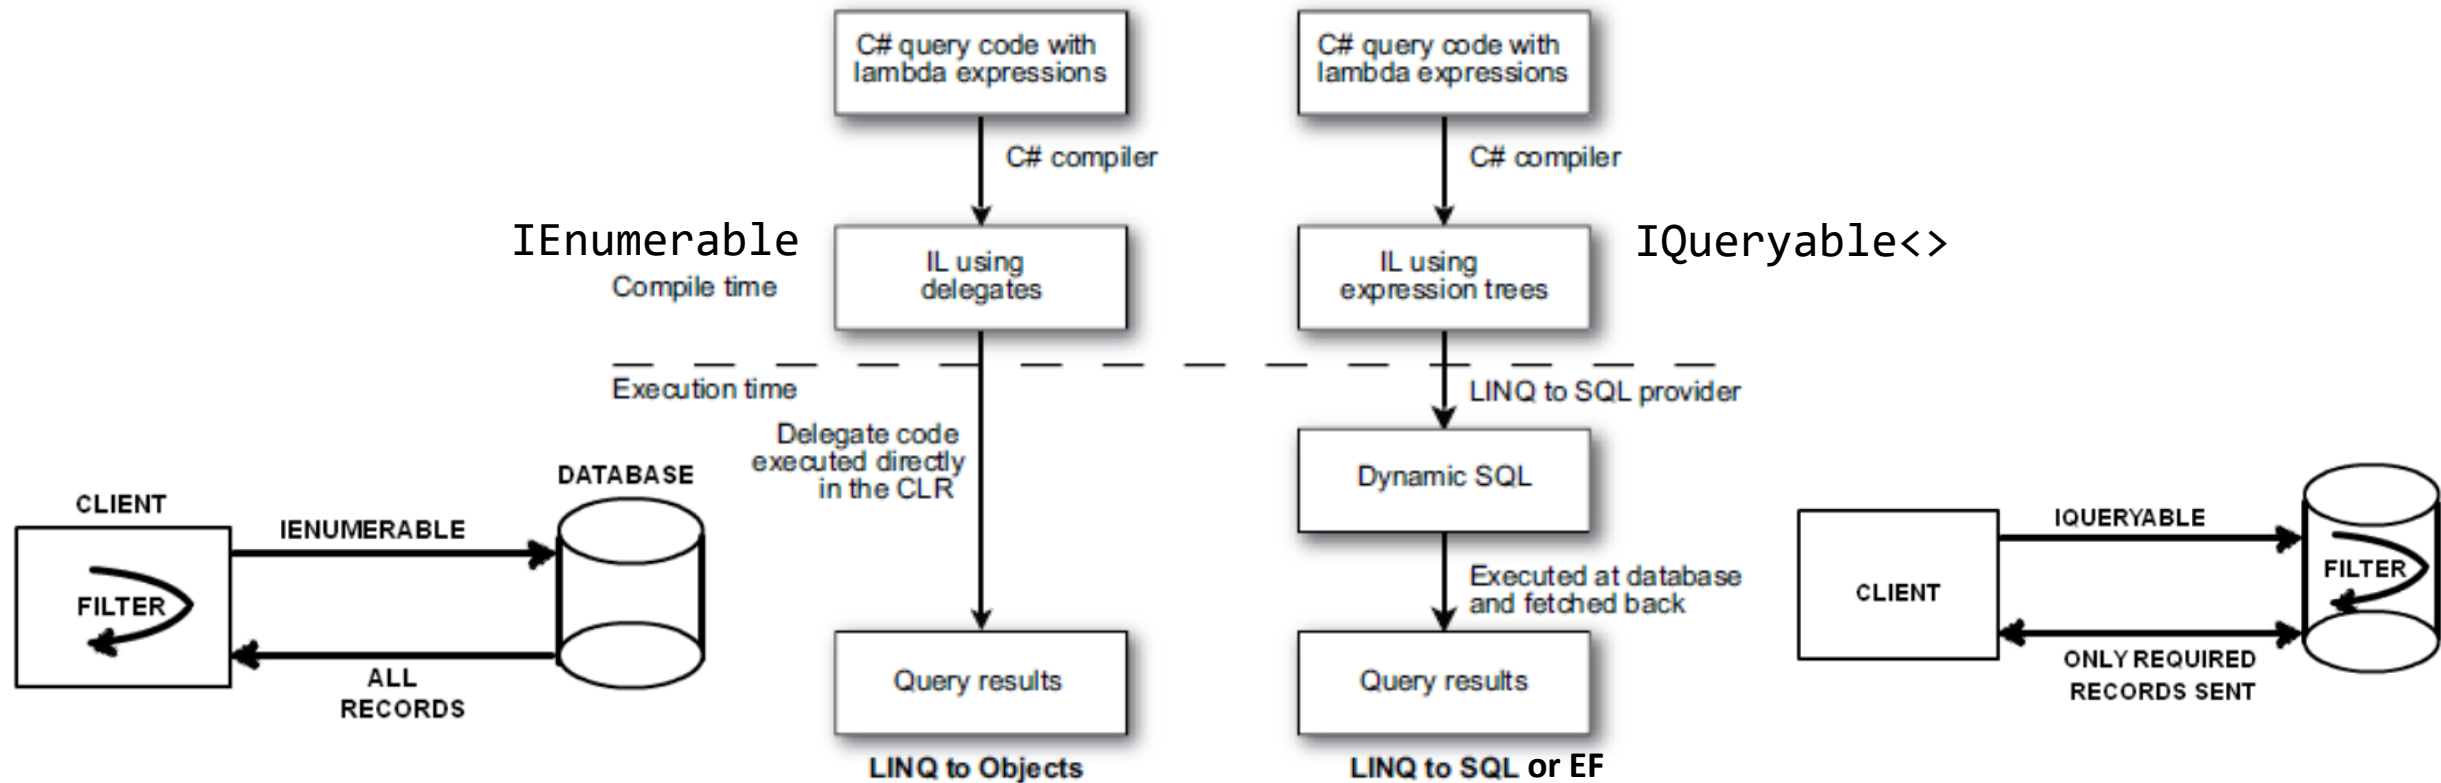 CLIENT
IENUMERABLE
DATABASE
FILTER
ALL
RECORDS
IEnumerable
Compile time
Execution time
C# query code with
lambda expressions
C# compiler
IL using
delegates
Delegate code
executed directly
in the CLR
Query results
LINQ to Objects
C# query code with
lambda expressions
C# compiler
IL using
expression trees
IQueryable<>
LINQ to SQL provider
Dynamic SQL
Executed at database
and fetched back
Query results
LINQ to SQL or EF
CLIENT
IQUERYABLE
FILTER
ONLY REQUIRED
RECORDS SENT